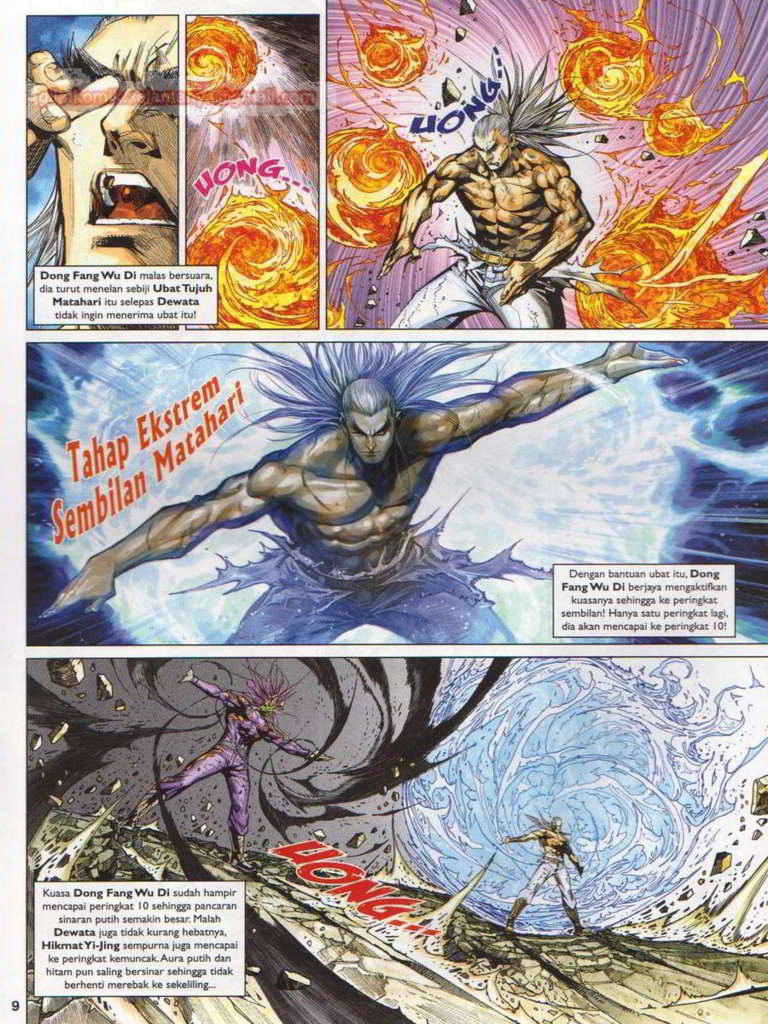 UONG...
UONG...
Dong Fang Wu Di malas bersuara,
dia turut menelan sebiji Ubat Tujuh
Matahari itu selepas Dewata
tidak ingin menerima ubat itu!
Tahap Ekstrem
Sembilan Matahari
Dengan bantuan ubat itu, Dong
Fang Wu Di berjaya mengaktifkan
kuasanya sehingga ke peringkat
sembilan! Hanya satu peringkat lagi,
dia akan mencapai ke peringkat 10!
UONG...
Kuasa Dong Fang Wu Di sudah hampir
mencapai peringkat 10 sehingga pancaran
sinaran putih semakin besar. Malah
Dewata juga tidak kurang hebatnya,
Hikmat Yi-Jing sempurna juga mencapai
ke peringkat kemuncak. Aura putih dan
hitam pun saling bersinar sehingga tidak
berhenti merebak ke sekeliling...
9